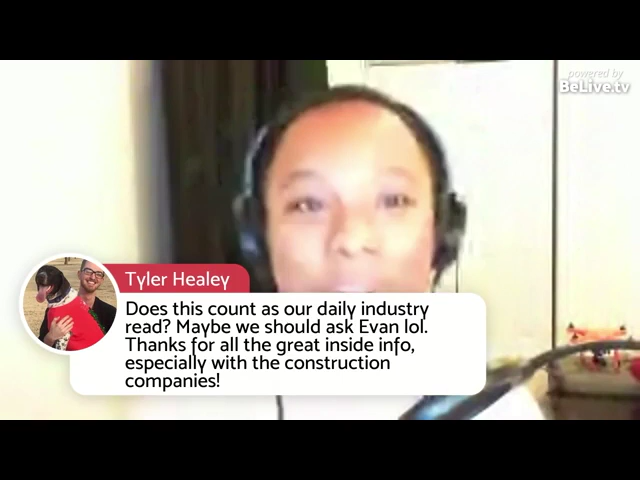 powered by
BeLive.tv
Tyler Healey
Does this count as our daily industry
read? Maybe we should ask Evan lol.
Thanks for all the great inside info,
especially with the construction
companies!